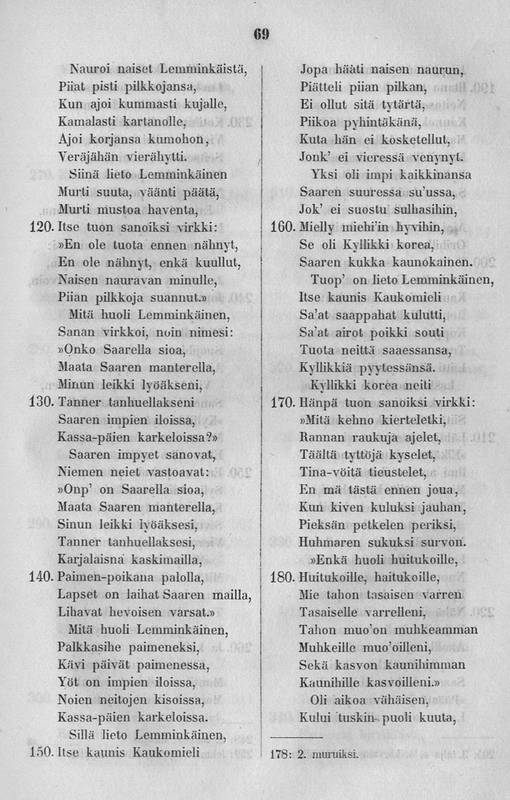 69
Nauroi naiset Lemminkäistä,
Piiat pisti pilkkojansa,
Kun ajoi kummasti kujalle,
Kamalasti kartanolle,
Ajoi korjansa kumohon,
Veräjähän vierähytti.
Siinä lieto Lemminkäinen
Murti suuta, väänti päätä,
Murti mustoa haventa,
120. Itse tuon sanoiksi virkki:
»En ole tuota ennen nähnyt,
En ole nähnyt, enkä kuullut,
Naisen nauravan minulle,
Piian pilkkoja suannut.»
Mitä huoli Lemminkäinen,
Sanan virkkoi, noin nimesi:
»Onko Saarella sioa,
Maata Saaren manterella,
Minun leikki lyöäkseni,
130. Tanner tanhuellakseni
Saaren impien iloissa,
Kassa-päien karkeloissa?»
Saaren impyet sanovat,
Niemen neiet vastoavat:
»Onp' on Saarella sioa,
Maata Saaren manterella,
Sinun leikki lyöäksesi,
Tanner tanhuellaksesi,
Karjalaisna kaskimailla,
140. Paimen-poikana palolla,
Lapset on laihat Saaren mailla,
Lihavat hevoisen varsat.»
Mitä huoli Lemminkäinen,
Palkkasihe paimeneksi,
Kävi päivät paimenessa,
Yöt on impien iloissa,
Noien neitojen kisoissa,
Kassa-päien karkeloissa.
Sillä lieto Lemminkäinen,
150. Itse kaunis Kaukomieli
Jopa hääti naisen naurun,
Piätteli piian pilkan,
Ei ollut sitä tytärtä,
Piikoa pyhintäkänä,
Kuta hän ei kosketellut,
Jonk' ei vieressä venynyt.
Yksi oli impi kaikkinansa
Saaren suuressa su'ussa,
Jok' ei suostu sulhasihin,
160. Mielly miehi'in hyvihin,
Se oli Kyllikki korea,
Saaren kukka kaunokainen.
Tuop' on lieto Lemminkäinen,
Itse kaunis Kaukomieli
Sa'at saappahat kulutti,
Sa'at airot poikki souti
Tuota neittä saaessansa,
Kyllikkiä pyytessänsä.
Kyllikki korea neiti
170. Hänpä tuon sanoiksi virkki:
»Mitä kehno kierteletki,
Rannan raukuja ajelet,
Täältä tyttöjä kyselet,
Tina-vöitä tieustelet,
En mä tästä ennen joua,
Kun kiven kuluksi jauhan,
Pieksän petkelen periksi,
Huhmaren sukuksi survon.
»Enkä huoli huitukoille,
180. Huitukoille, haitukoille,
Mie tahon tasaisen varren
Tasaiselle varrelleni,
Tahon muo'on muhkeamman
Muhkeille muo'oilleni,
Sekä kasvon kaunihimman
Kaunihille kasvoilleni.»
Oli aikoa vähäisen,
Kului tuskin puoli kuuta,
178: 2. muruiksi.